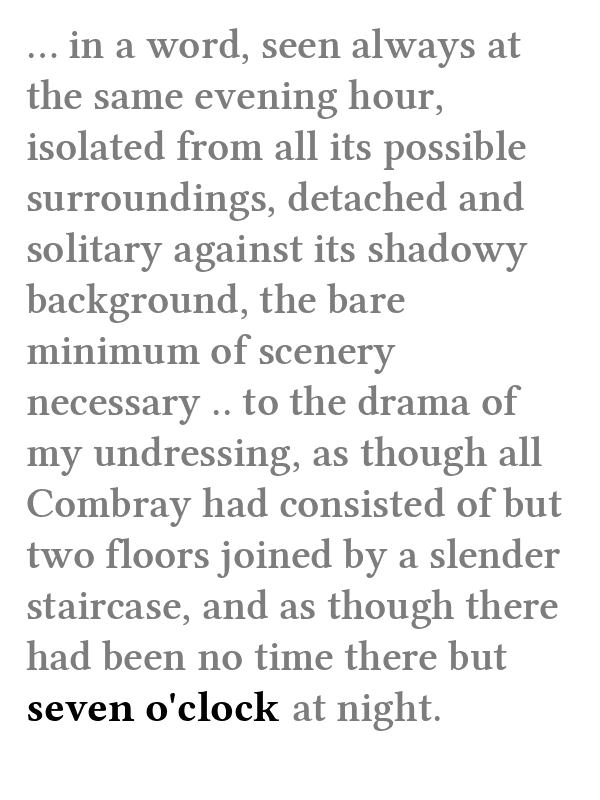 ... in a word, seen always at
the same evening hour,
isolated from all its possible
surroundings, detached and
solitary against its shadowy
background, the bare
minimum of scenery
necessary .. to the drama of
my undressing, as though all
Combray had consisted of but
two floors joined by a slender
staircase, and as though there
had been no time there but
seven o'clock at night.